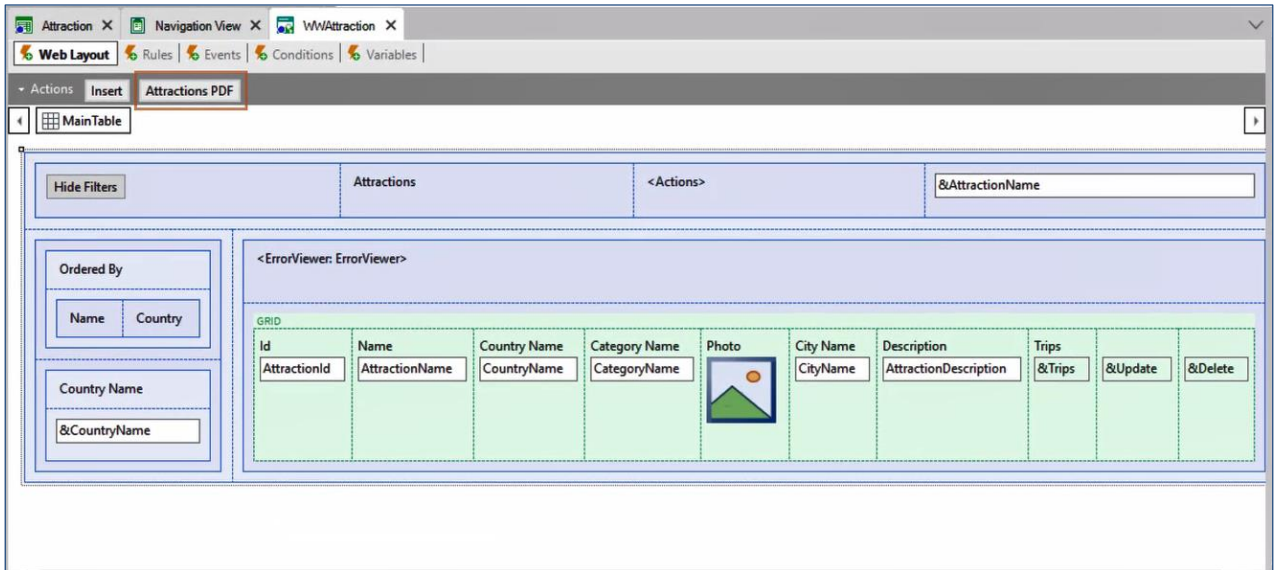 Attraction Navigation View WWAttraction
Web Layout Rules Events Conditions Variables
Actions Insert Attractions PDF
MainTable
Hide Filters Attractions <Actions> &AttractionName
Ordered By
Name Country
Country Name
&CountryName
<ErrorViewer: ErrorViewer>
GRID
Id Name Country Name Category Name Photo City Name Description Trips
AttractionId AttractionName CountryName CategoryName CityName AttractionDescription &Trips &Update &Delete